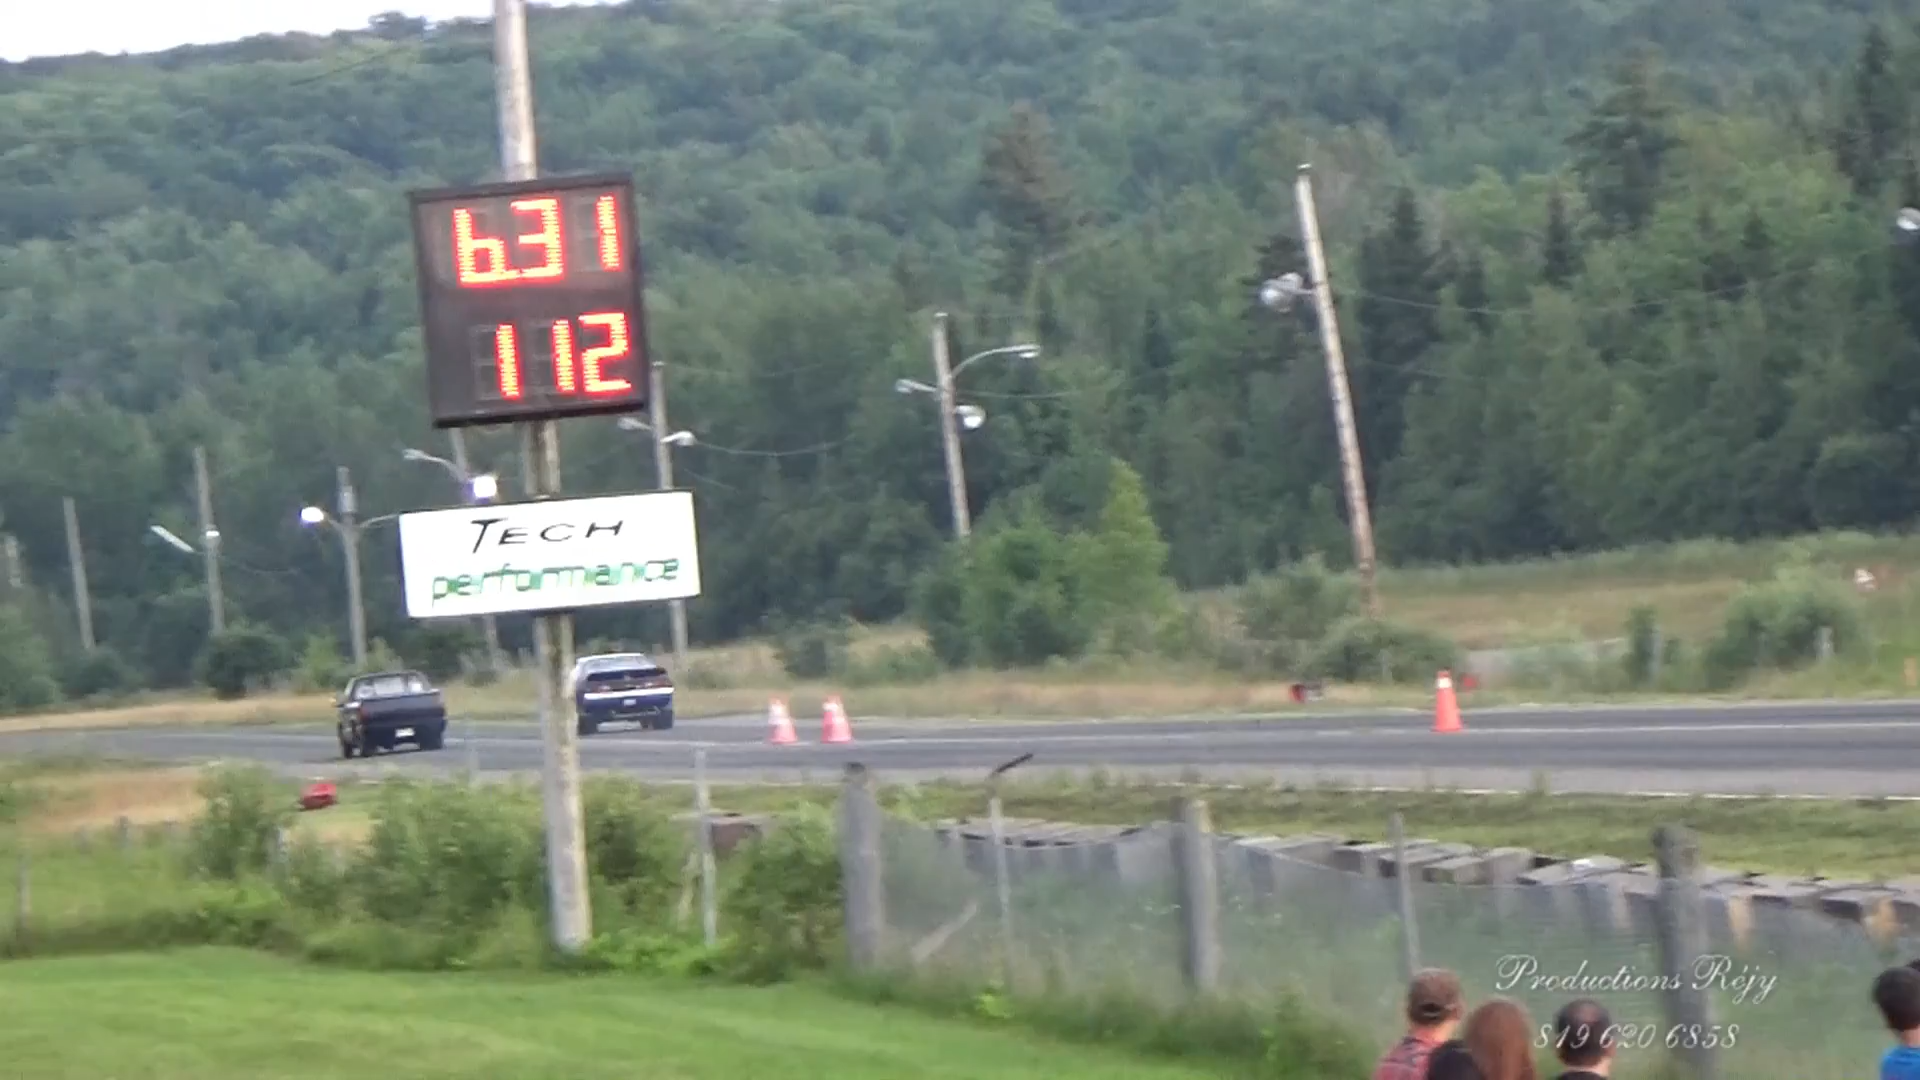 6.31
112
TECH
performance
Productions Réjy
819 620 6858